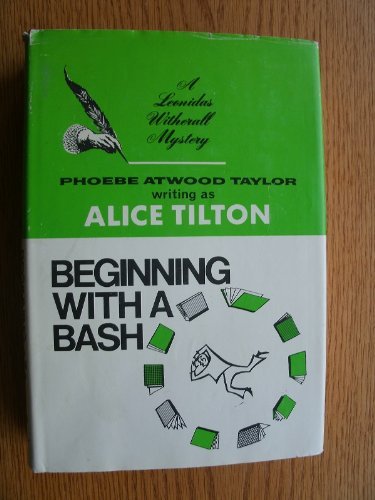 A
Leonidas
Witherall
Mystery
PHOEBE ATWOOD TAYLOR
writing as
ALICE TILTON
BEGINNING
WITH A
BASH